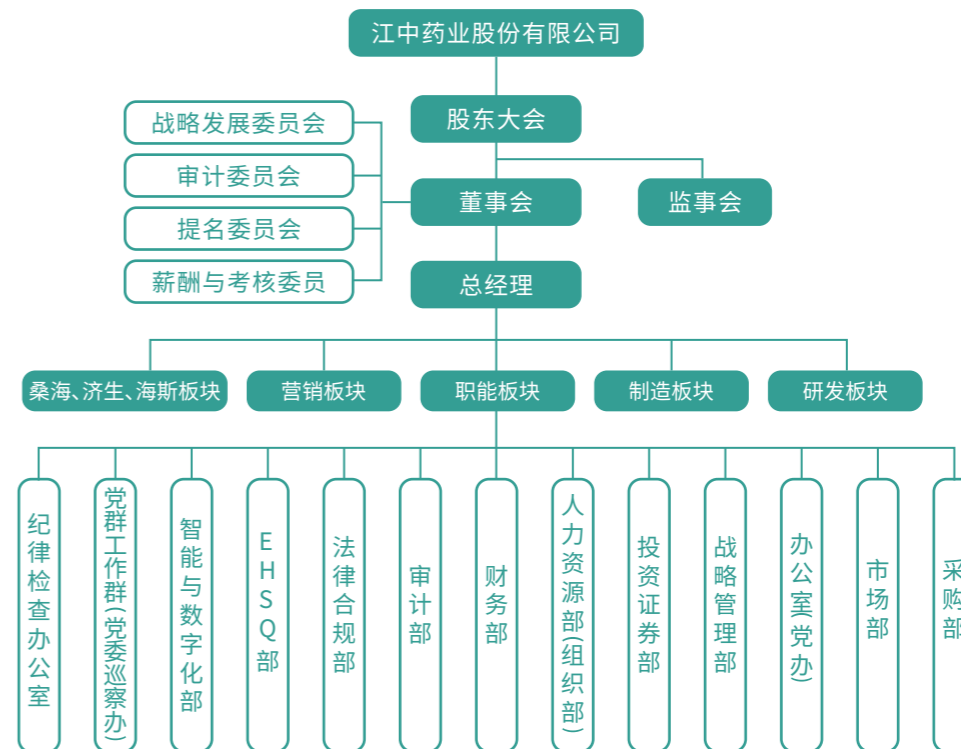 江中药业股份有限公司
股东大会
战略发展委员会
审计委员会
董事会
监事会
提名委员会
薪酬与考核委员
总经理
桑海、济生、海斯板块
营销板块
职能板块
制造板块
研发板块
纪律检查办公室
党群工作群(党委巡察办)
智能与数字化部
EHSQ部
法律合规部
审计部
财务部
人力资源部(组织部)
投资证券部
战略管理部
办公室(党办)
市场部
采购部